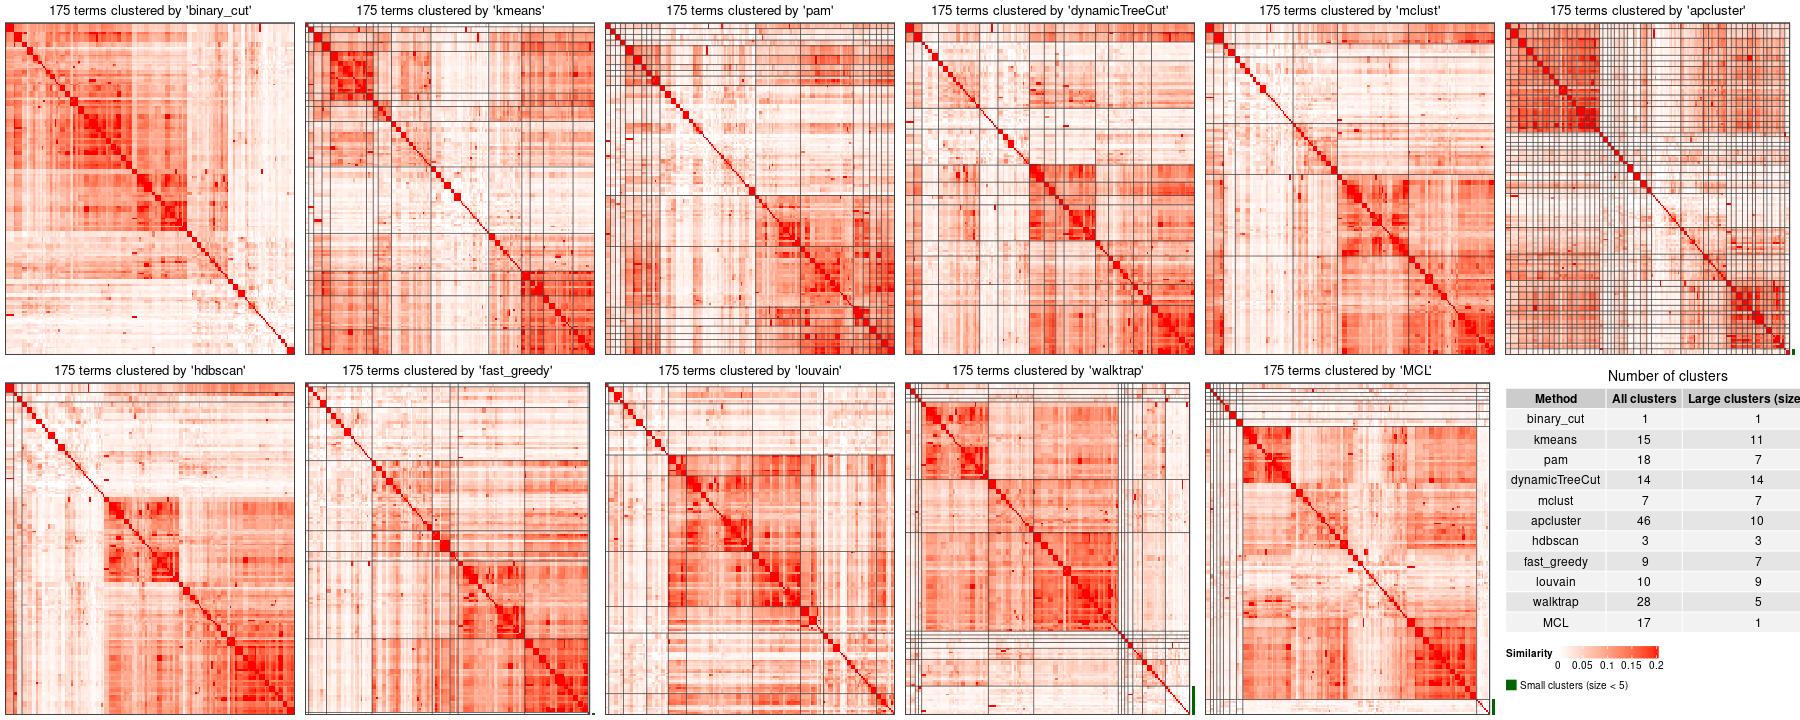 175 terms clustered by 'binary_cut'
175 terms clustered by 'kmeans'
175 terms clustered by 'pam'
175 terms clustered by 'dynamicTreeCut'
175 terms clustered by 'mclust'
175 terms clustered by 'apcluster'
175 terms clustered by 'hdbscan'
175 terms clustered by 'fast_greedy'
175 terms clustered by 'louvain'
175 terms clustered by 'walktrap'
175 terms clustered by 'MCL'
Number of clusters
Method All clusters Large clusters (size
binary_cut 1 1
kmeans 15 11
pam 18 7
dynamicTreeCut 14 14
mclust 7 7
apcluster 46 10
hdbscan 3 3
fast_greedy 9 7
louvain 10 9
walktrap 28 5
MCL 17 1
Similarity
0 0.05 0.1 0.15 0.2
Small clusters (size < 5)